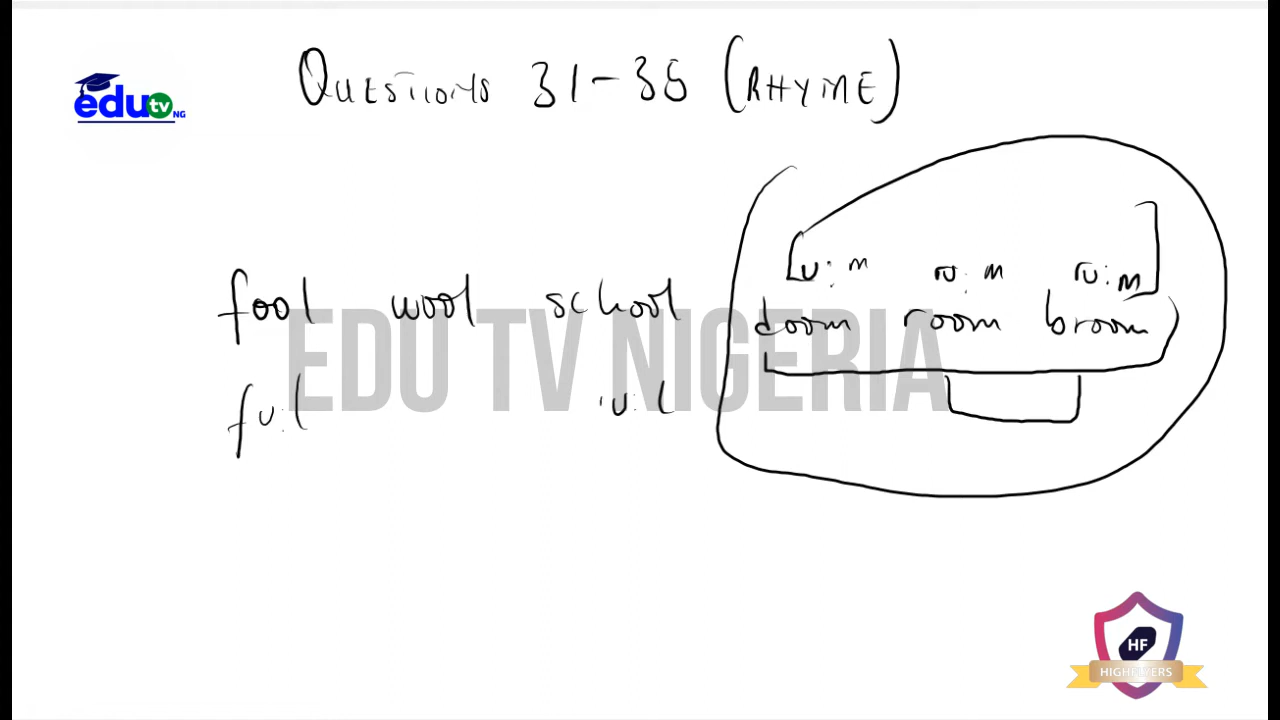 edu tv NG
QUESTIONS 31-35 (RHYME)
u:m ru:m ru:m
fool wool school doom room broom
EDU TV NIGERIA
fu:l u:l
HF
HIGHFLYERS